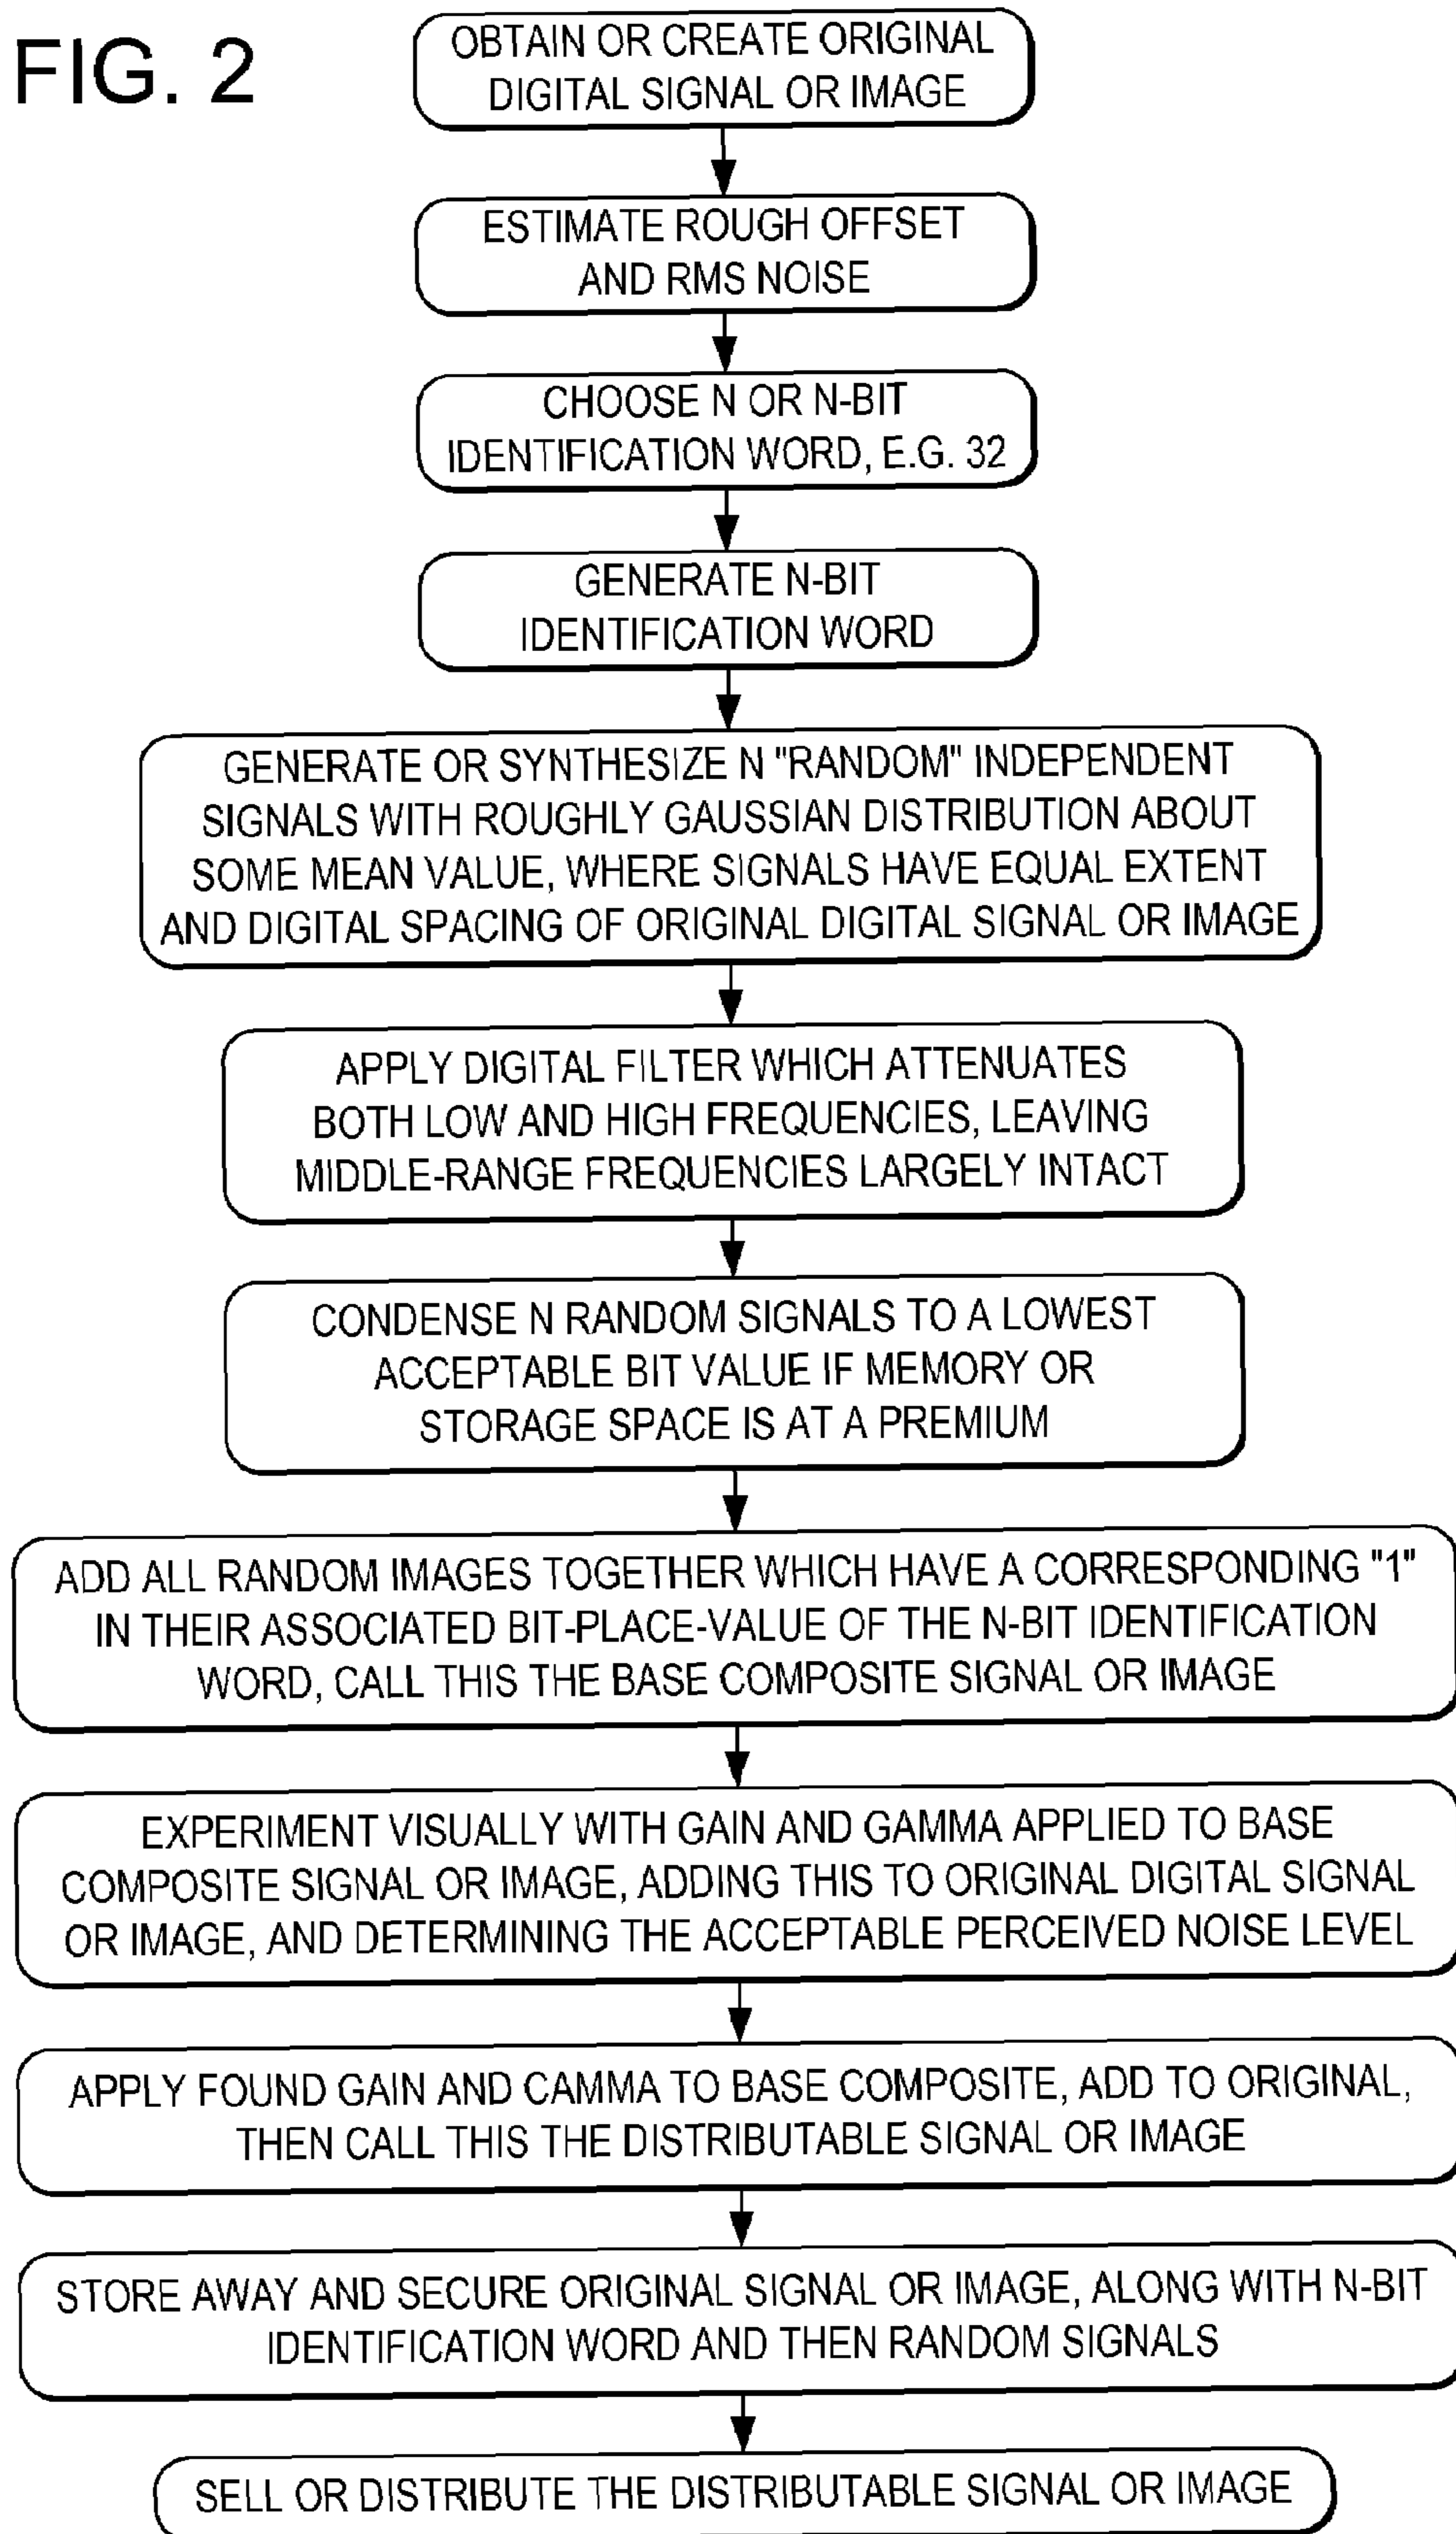 FIG. 2
OBTAIN OR CREATE ORIGINAL
DIGITAL SIGNAL OR IMAGE
ESTIMATE ROUGH OFFSET
AND RMS NOISE
CHOOSE N OR N-BIT
IDENTIFICATION WORD, E.G. 32
GENERATE N-BIT
IDENTIFICATION WORD
GENERATE OR SYNTHESIZE N "RANDOM" INDEPENDENT
SIGNALS WITH ROUGHLY GAUSSIAN DISTRIBUTION ABOUT
SOME MEAN VALUE, WHERE SIGNALS HAVE EQUAL EXTENT
AND DIGITAL SPACING OF ORIGINAL DIGITAL SIGNAL OR IMAGE
APPLY DIGITAL FILTER WHICH ATTENUATES
BOTH LOW AND HIGH FREQUENCIES, LEAVING
MIDDLE-RANGE FREQUENCIES LARGELY INTACT
CONDENSE N RANDOM SIGNALS TO A LOWEST
ACCEPTABLE BIT VALUE IF MEMORY OR
STORAGE SPACE IS AT A PREMIUM
ADD ALL RANDOM IMAGES TOGETHER WHICH HAVE A CORRESPONDING "1"
IN THEIR ASSOCIATED BIT-PLACE-VALUE OF THE N-BIT IDENTIFICATION
WORD, CALL THIS THE BASE COMPOSITE SIGNAL OR IMAGE
EXPERIMENT VISUALLY WITH GAIN AND GAMMA APPLIED TO BASE
COMPOSITE SIGNAL OR IMAGE, ADDING THIS TO ORIGINAL DIGITAL SIGNAL
OR IMAGE, AND DETERMINING THE ACCEPTABLE PERCEIVED NOISE LEVEL
APPLY FOUND GAIN AND CAMMA TO BASE COMPOSITE, ADD TO ORIGINAL,
THEN CALL THIS THE DISTRIBUTABLE SIGNAL OR IMAGE
STORE AWAY AND SECURE ORIGINAL SIGNAL OR IMAGE, ALONG WITH N-BIT
IDENTIFICATION WORD AND THEN RANDOM SIGNALS
SELL OR DISTRIBUTE THE DISTRIBUTABLE SIGNAL OR IMAGE